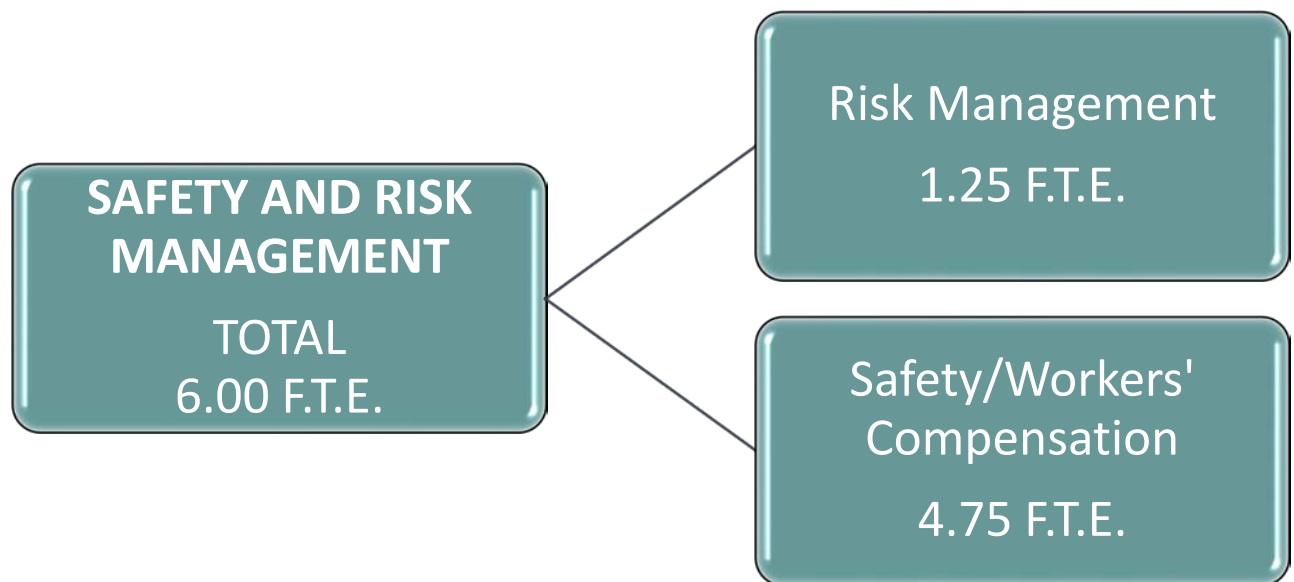 SAFETY AND RISK
MANAGEMENT
TOTAL
6.00 F.T.E.
Risk Management
1.25 F.T.E.
Safety/Workers'
Compensation
4.75 F.T.E.